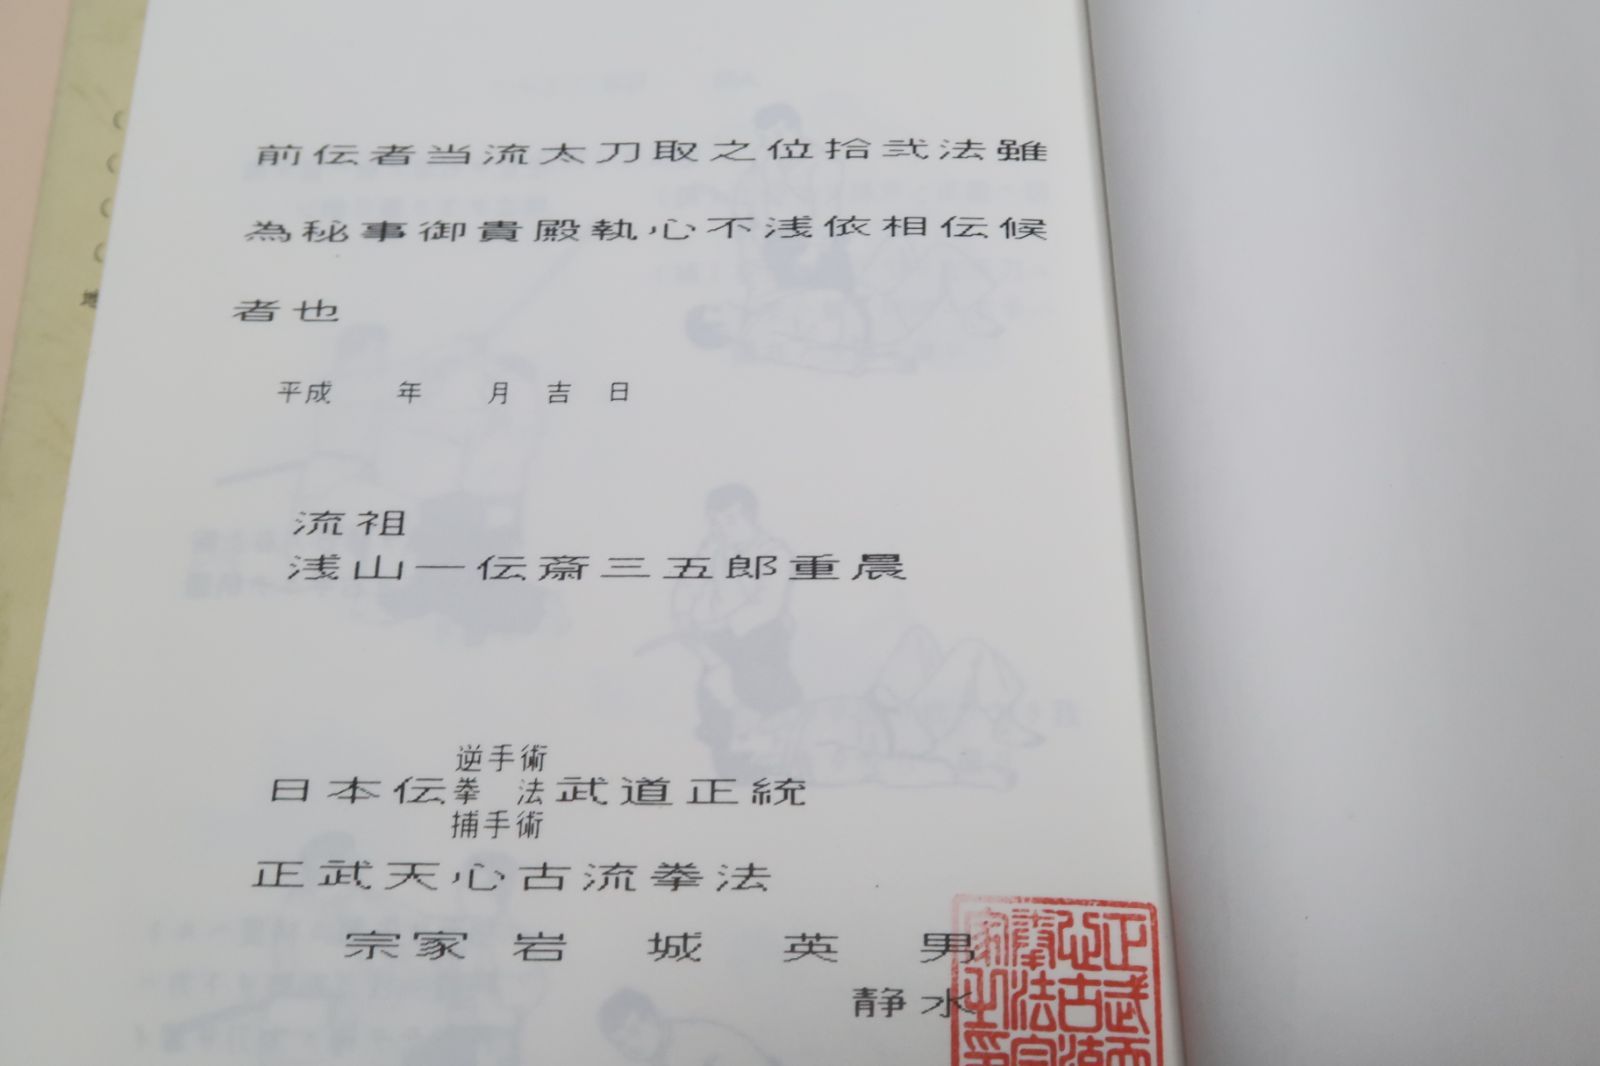 前伝者当流太刀取之位拾弐法雖
為秘事御貴殿執心不浅依相伝候
者也
平成 年 月 吉 日
流祖
浅山一伝斎三五郎重晨
逆手術
日本伝拳 法武道正統
捕手術
正武天心古流拳法
宗家 岩 城 英 男
静水